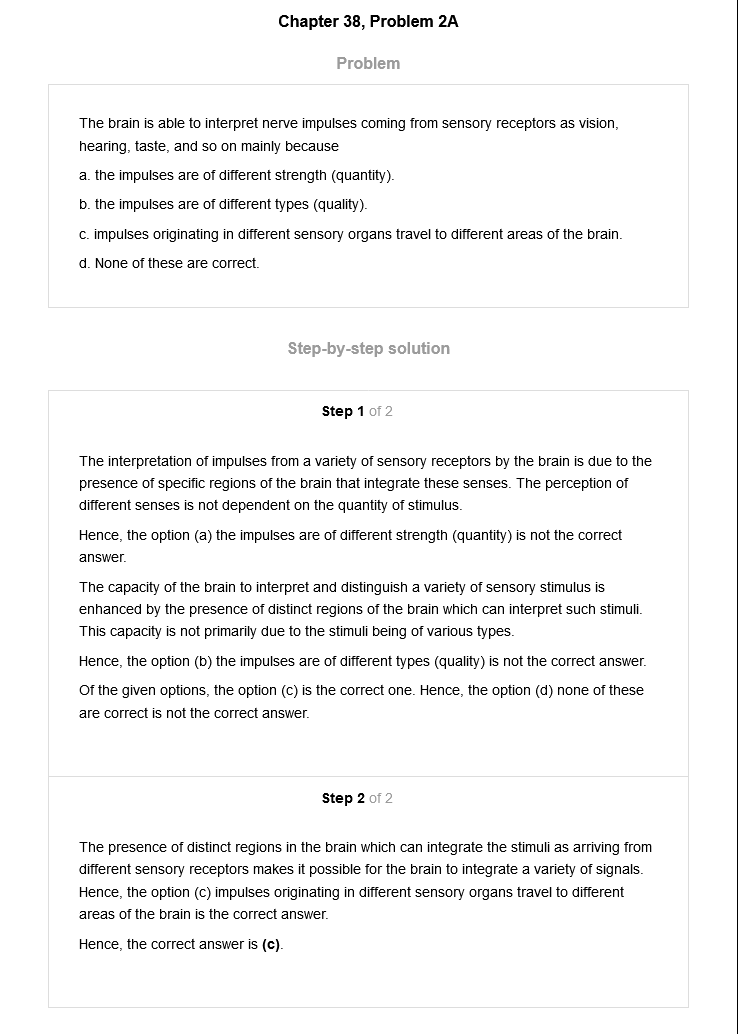 Chapter 38, Problem 2A
Problem
The brain is able to interpret nerve impulses coming from sensory receptors as vision,
hearing, taste, and so on mainly because
a. the impulses are of different strength (quantity).
b. the impulses are of different types (quality).
c. impulses originating in different sensory organs travel to different areas of the brain.
d. None of these are correct.
Step-by-step solution
Step 1 of 2
The interpretation of impulses from a variety of sensory receptors by the brain is due to the
presence of specific regions of the brain that integrate these senses. The perception of
different senses is not dependent on the quantity of stimulus.
Hence, the option (a) the impulses are of different strength (quantity) is not the correct
answer.
The capacity of the brain to interpret and distinguish a variety of sensory stimulus is
enhanced by the presence of distinct regions of the brain which can interpret such stimuli.
This capacity is not primarily due to the stimuli being of various types.
Hence, the option (b) the impulses are of different types (quality) is not the correct answer.
Of the given options, the option (c) is the correct one. Hence, the option (d) none of these
are correct is not the correct answer.
Step 2 of 2
The presence of distinct regions in the brain which can integrate the stimuli as arriving from
different sensory receptors makes it possible for the brain to integrate a variety of signals.
Hence, the option (c) impulses originating in different sensory organs travel to different
areas of the brain is the correct answer.
Hence, the correct answer is (c).